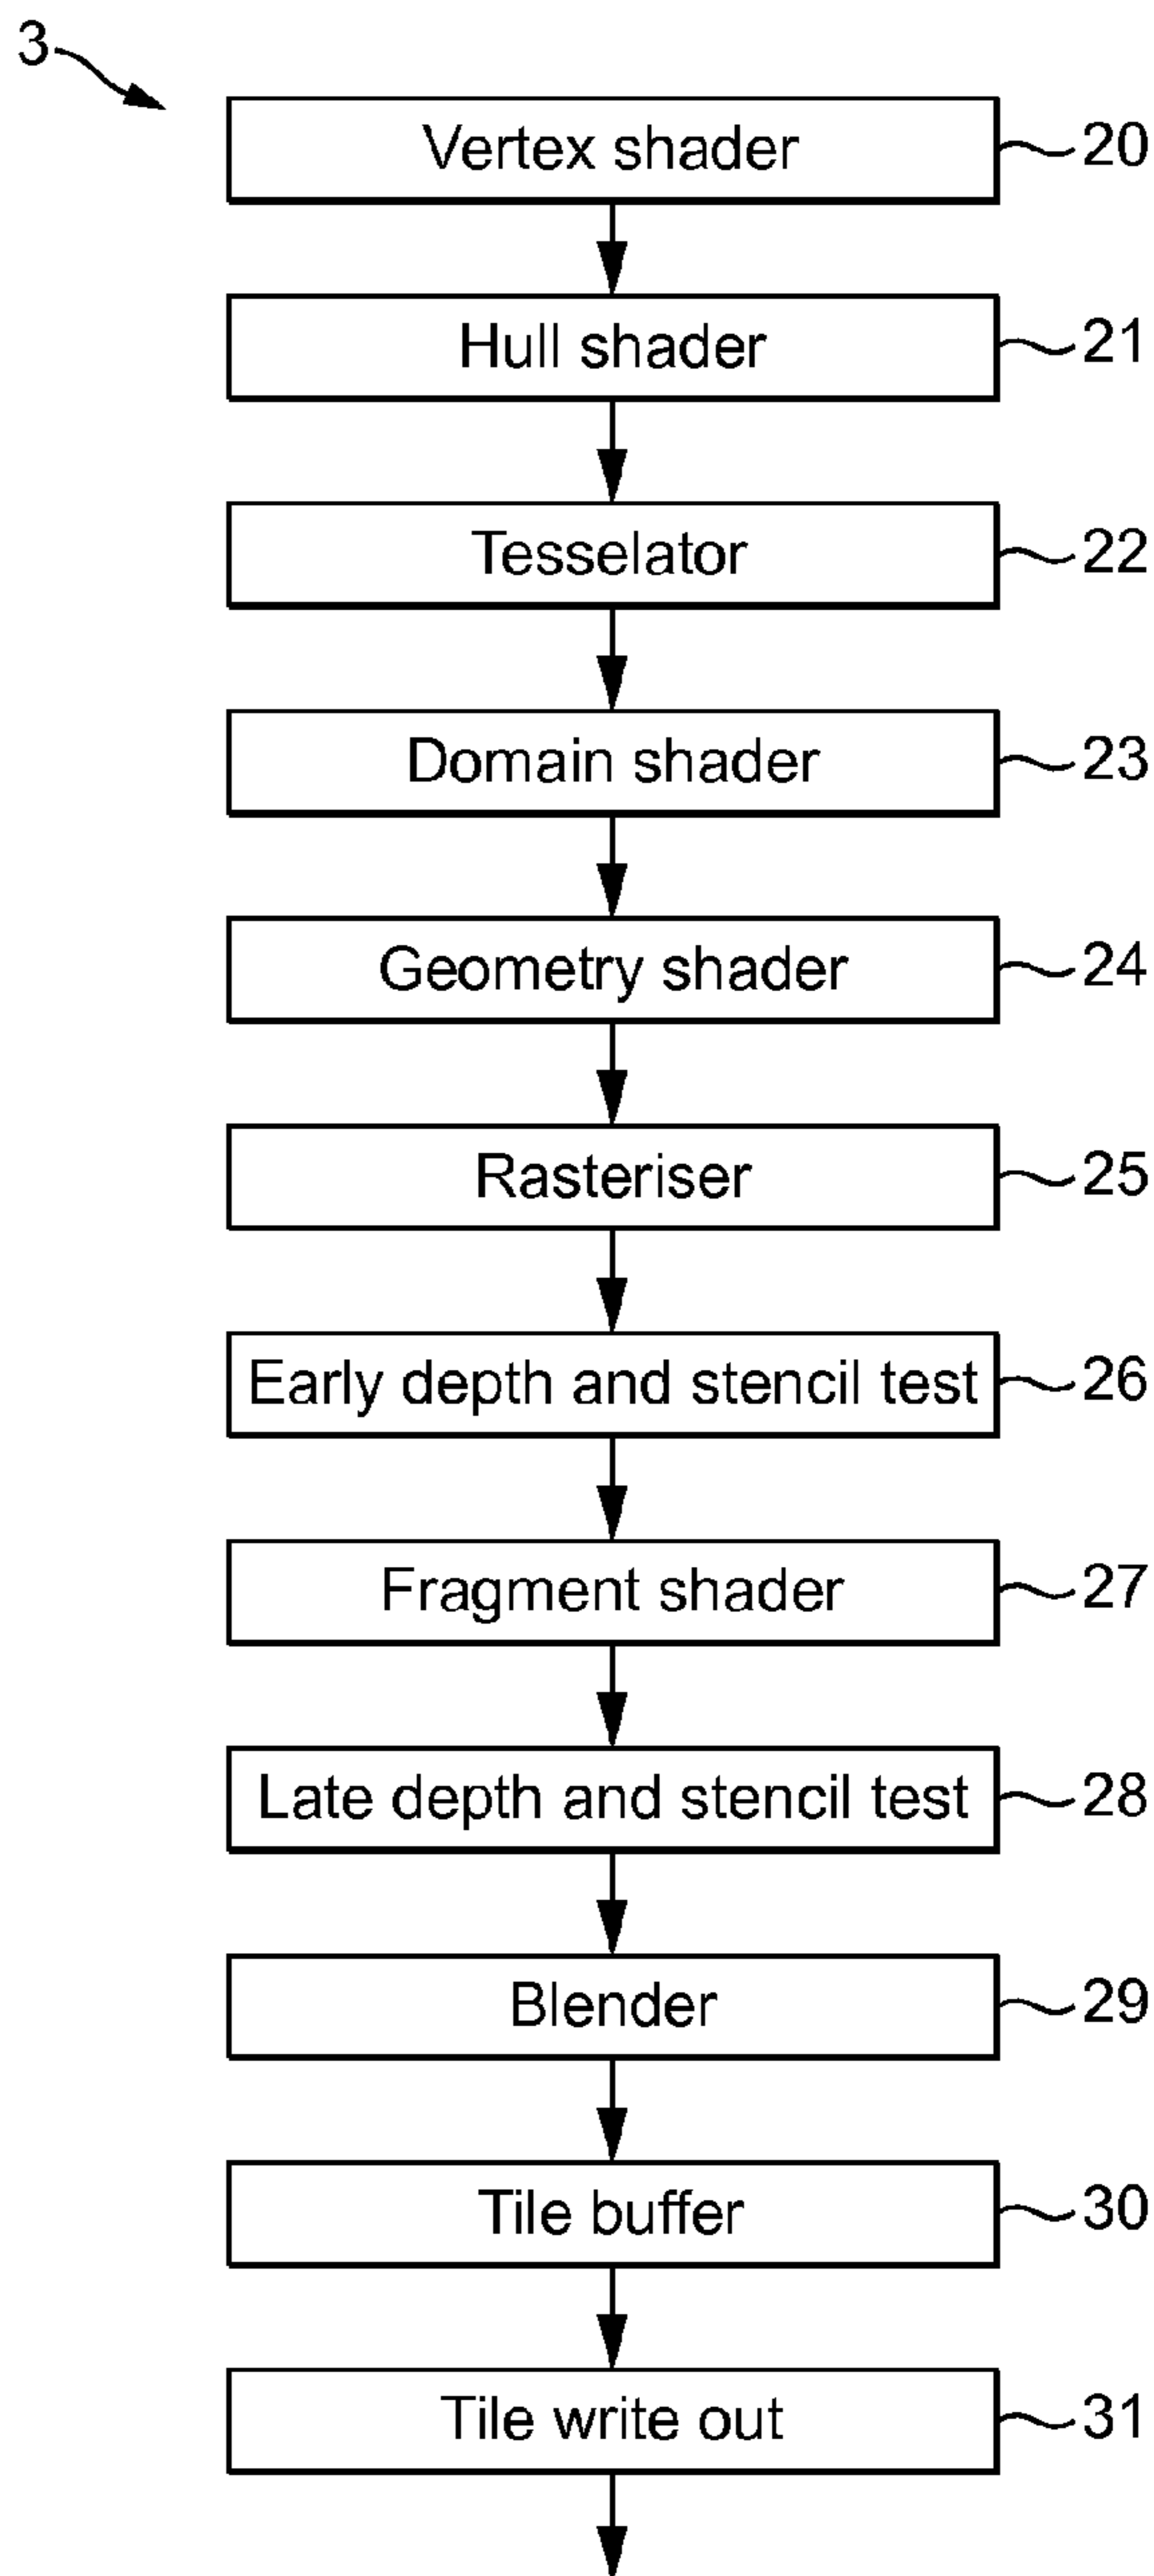 3
Vertex shader 20
Hull shader 21
Tesselator 22
Domain shader 23
Geometry shader 24
Rasteriser 25
Early depth and stencil test 26
Fragment shader 27
Late depth and stencil test 28
Blender 29
Tile buffer 30
Tile write out 31